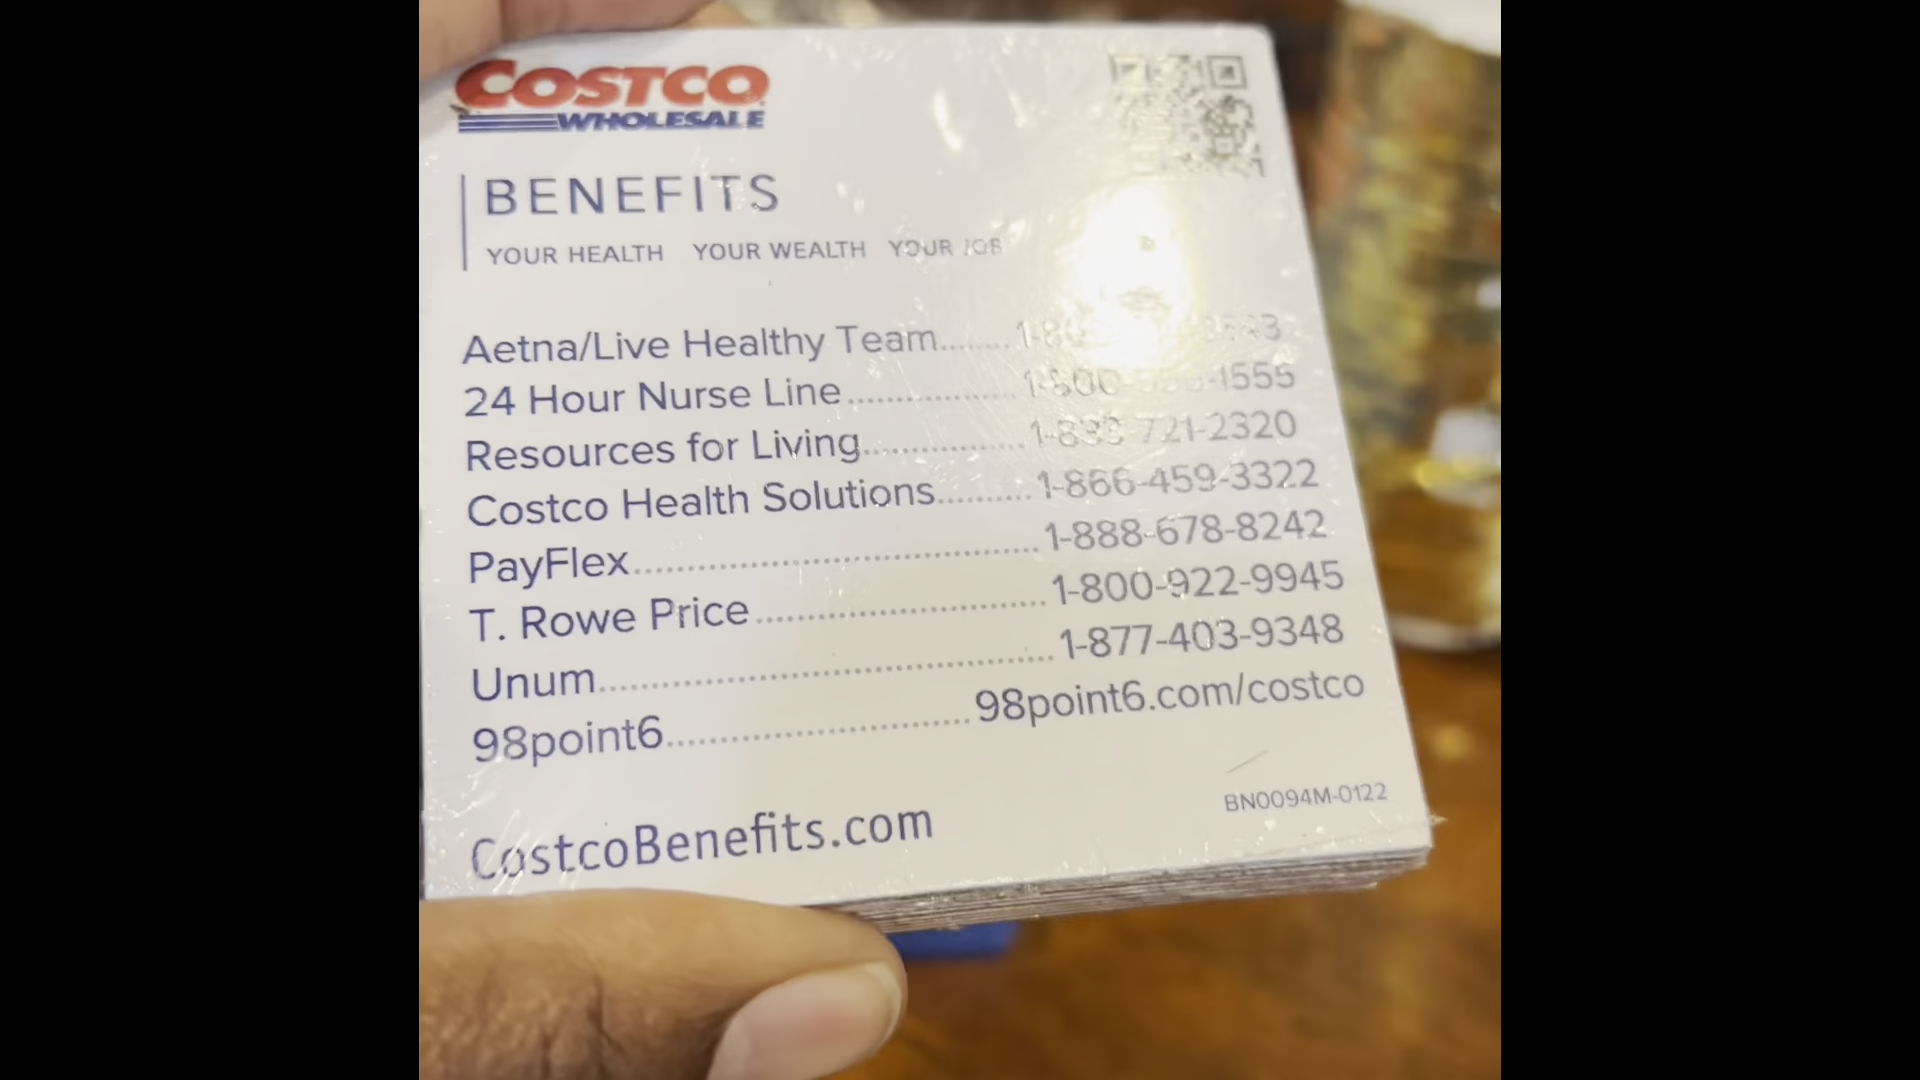 COSTCO
WHOLESALE
BENEFITS
YOUR HEALTH YOUR WEALTH YOUR JOB
Aetna/Live Healthy Team........
24 Hour Nurse Line.................
Resources for Living................
Costco Health Solutions..........1-866-459-3322
PayFlex..........................................1-888-678-8242
T. Rowe Price..............................1-800-922-9945
Unum..............................................1-877-403-9348
98point6...............................98point6.com/costco
BN0094M-0122
CostcoBenefits.com